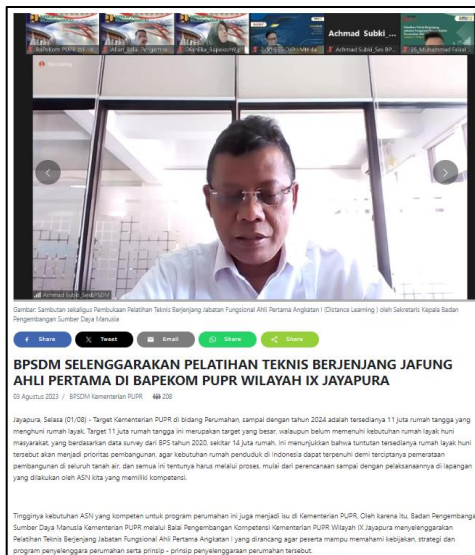 Achmad Subki_...
Achmad Subki_Ses BP...
Recording
Achmad Subki_SesBPSDM
Gambar: Sambutan sekaligus Pembukaan Pelatihan Teknis Berjenjang Jabatan Fungsional Ahli Pertama Angkatan I (Distance Learning ) oleh Sekretaris Kepala Badan
Pengembangan Sumber Daya Manusia
Share
Tweet
Email
Share
Share
BPSDM SELENGGARAKAN PELATIHAN TEKNIS BERJENJANG JAFUNG
AHLI PERTAMA DI BAPEKOM PUPR WILAYAH IX JAYAPURA
03 Agustus 2023 / BPSDM Kementerian PUPR 208
Jayapura, Selasa (01/08) - Target Kementerian PUPR di bidang Perumahan, sampai dengan tahun 2024 adalah tersedianya 11 juta rumah tangga yang
menghuni rumah layak. Target 11 juta rumah tangga ini merupakan target yang besar, walaupun belum memenuhi kebutuhan rumah layak huni
masyarakat, yang berdasarkan data survey dari BPS tahun 2020, sekitar 14 juta rumah. Ini menunjukkan bahwa tuntutan tersedianya rumah layak huni
tersebut akan menjadi prioritas pembangunan, agar kebutuhan rumah penduduk di Indonesia dapat terpenuhi demi terciptanya pemerataan
pembangunan di seluruh tanah air, dan semua ini tentunya harus melalui proses, mulai dari perencanaan sampai dengan pelaksanaannya di lapangan
yang dilakukan oleh ASN kita yang memiliki kompetensi.
Tingginya kebutuhan ASN yang kompeten untuk program perumahan ini juga menjadi isu di Kementerian PUPR. Oleh karena itu, Badan Pengembangan
Sumber Daya Manusia Kementerian PUPR melalui Balai Pengembangan Kompetensi Kementerian PUPR Wilayah IX Jayapura menyelenggarakan
Pelatihan Teknis Berjenjang Jabatan Fungsional Ahli Pertama Angkatan I yang dirancang agar peserta mampu memahami kebijakan, strategi dan
program penyelenggara perumahan serta prinsip - prinsip penyelenggaraan perumahan tersebut.